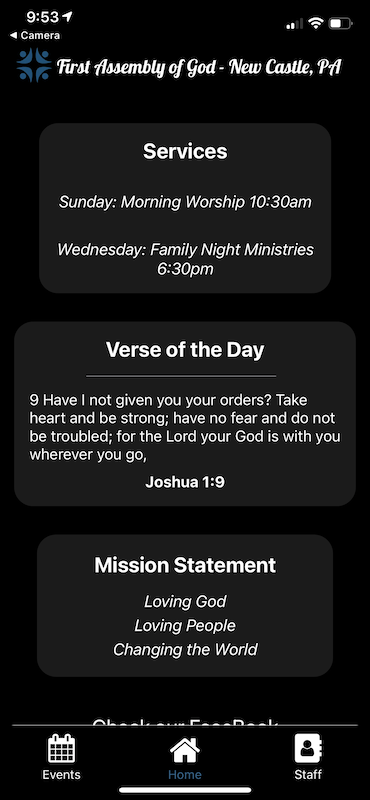 9:53
Camera
First Assembly of God - New Castle, PA
Services
Sunday: Morning Worship 10:30am
Wednesday: Family Night Ministries
6:30pm
Verse of the Day
9 Have I not given you your orders? Take
heart and be strong; have no fear and do not
be troubled; for the Lord your God is with you
wherever you go,
Joshua 1:9
Mission Statement
Loving God
Loving People
Changing the World
Check our FaceBook
Events
Home
Staff